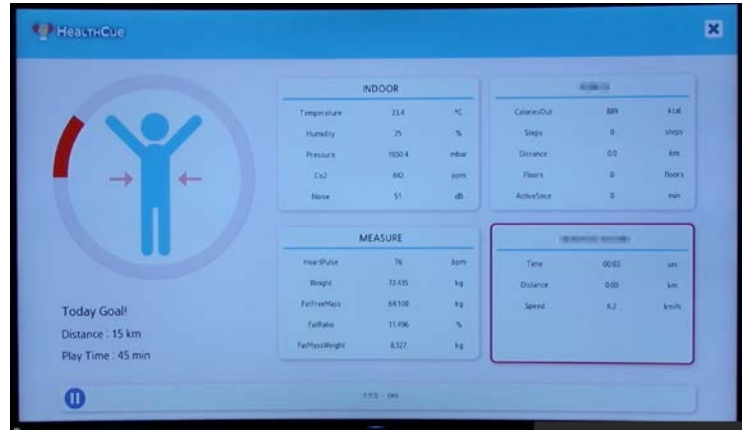 HealthCue
INDOOR
Temperature 23.4 ℃
Humidity 25 %
Pressure 1030.4 mbar
Co2 842 ppm
Noise 51 dB
CaloriesOut 889 kcal
Steps 0 steps
Distance 0.0 km
Floors 0 floors
0 min
MEASURE
HeartPulse 76 bpm
Weight 72.435 kg
FatFreeMass 64.108 kg
FatRatio 11.496 %
FatMassWeight 8.327 kg
Time 00:03 sec
Distance 0.00 km
Speed 6.2 km/h
Today Goal!
Distance : 15 km
Play Time : 45 min